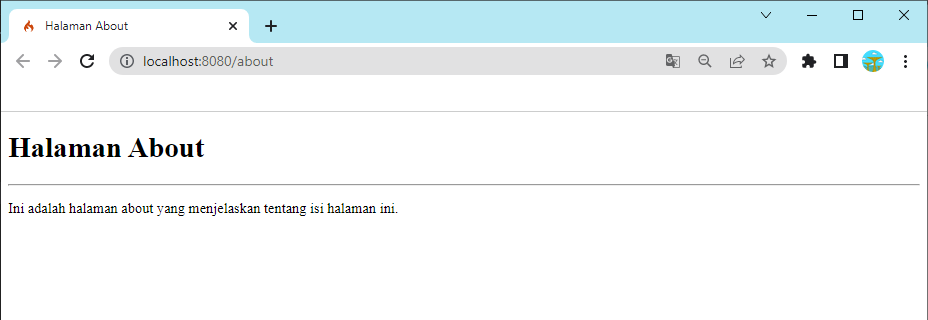 Halaman About
localhost:8080/about
Halaman About
Ini adalah halaman about yang menjelaskan tentang isi halaman ini.